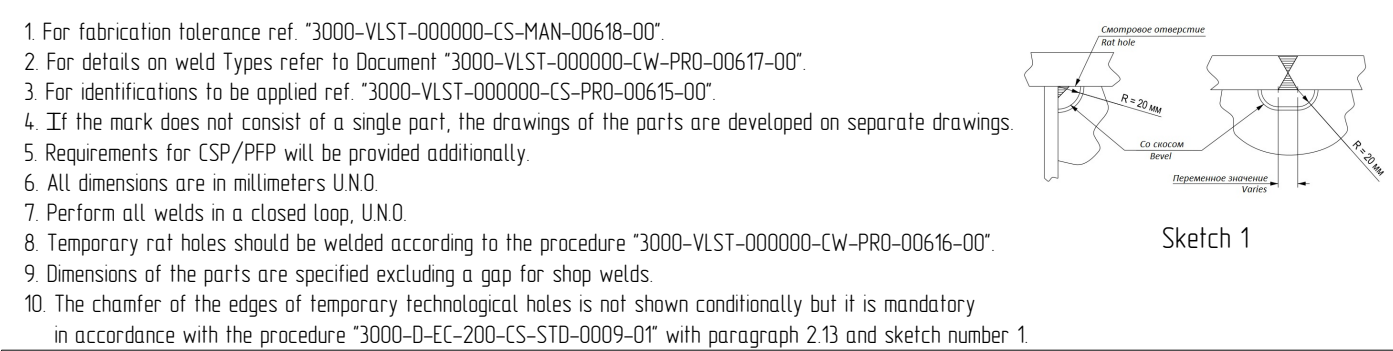 1. For fabrication tolerance ref. "3000-VLST-000000-CS-MAN-00618-00".
2. For details on weld Types refer to Document "3000-VLST-000000-CW-PRO-00617-00".
3. For identifications to be applied ref. "3000-VLST-000000-CS-PRO-00615-00".
4. If the mark does not consist of a single part, the drawings of the parts are developed on separate drawings.
5. Requirements for CSP/PFP will be provided additionally.
6. All dimensions are in millimeters U.N.O.
7. Perform all welds in a closed loop, U.N.O.
8. Temporary rat holes should be welded according to the procedure "3000-VLST-000000-CW-PRO-00616-00".
9. Dimensions of the parts are specified excluding a gap for shop welds.
10. The chamfer of the edges of temporary technological holes is not shown conditionally but it is mandatory
in accordance with the procedure "3000-D-EC-200-CS-STD-0009-01" with paragraph 2.13 and sketch number 1.
Смотровое отверстие
Rat hole
R = 20 мм
Со скосом
Bevel
R = 20 мм
Переменное значение
Varies
Sketch 1